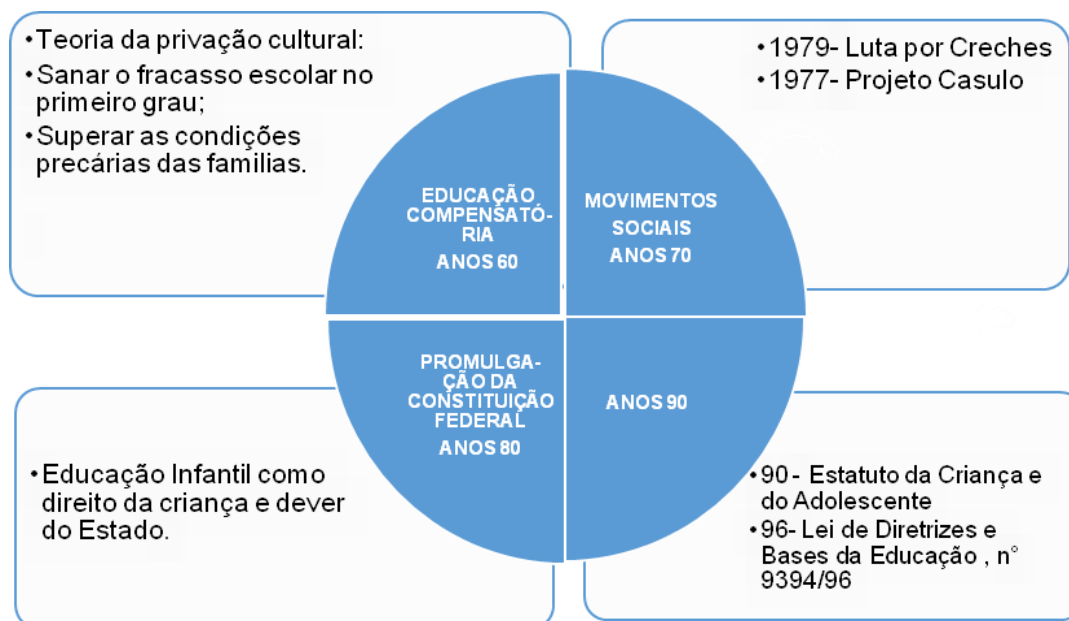 • Teoria da privação cultural:
• Sanar o fracasso escolar no
primeiro grau;
• Superar as condições
precárias das familias.
• 1979- Luta por Creches
• 1977- Projeto Casulo
EDUCAÇÃO
COMPENSATÓ-
RIA
ANOS 60
MOVIMENTOS
SOCIAIS
ANOS 70
PROMULGA-
ÇÃO DA
CONSTITUIÇÃO
FEDERAL
ANOS 80
ANOS 90
• Educação Infantil como
direito da criança e dever
do Estado.
• 90- Estatuto da Criança e
do Adolescente
• 96- Lei de Diretrizes e
Bases da Educação , n°
9394/96